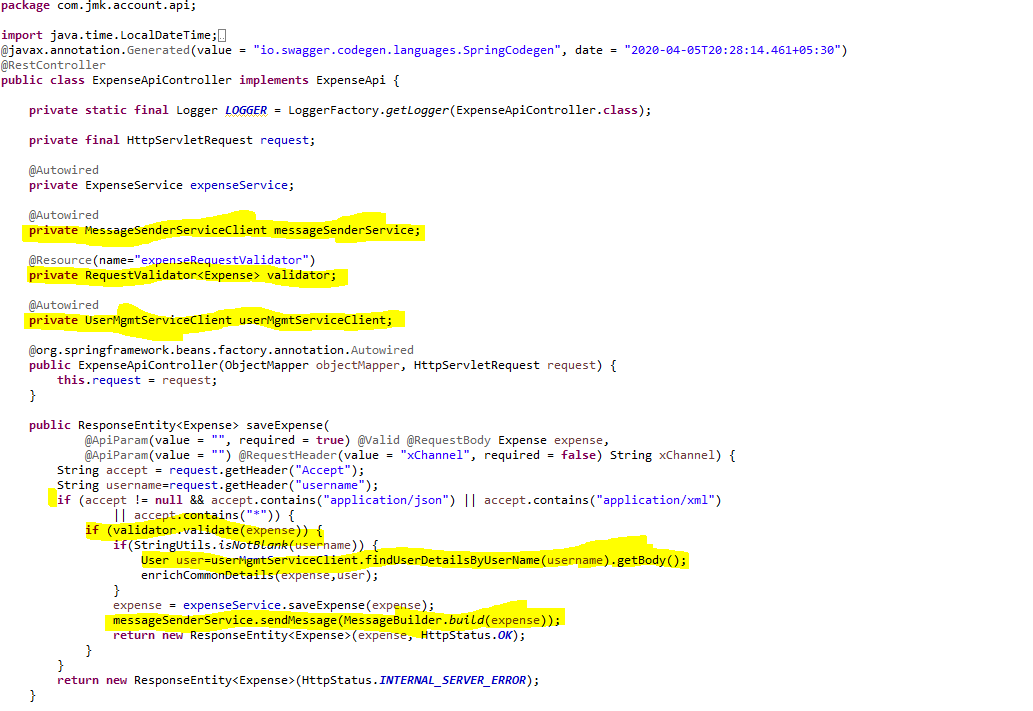 package com.jmk.account.api;
import java.time.LocalDateTime;
@javax.annotation.Generated(value = "io.swagger.codegen.languages.SpringCodegen", date = "2020-04-05T20:28:14.461+05:30")
@RestController
public class ExpenseApiController implements ExpenseApi {
private static final Logger LOGGER = LoggerFactory.getLogger(ExpenseApiController.class);
private final HttpServletRequest request;
@Autowired
private ExpenseService expenseService;
@Autowired
private MessageSenderServiceClient messageSenderService;
@Resource(name="expenseRequestValidator")
private RequestValidator<Expense> validator;
@Autowired
private UserMgmtServiceClient userMgmtServiceClient;
@org.springframework.beans.factory.annotation.Autowired
public ExpenseApiController(ObjectMapper objectMapper, HttpServletRequest request) {
this.request = request;
}
public ResponseEntity<Expense> saveExpense(
@ApiParam(value = "", required = true) @Valid @RequestBody Expense expense,
@ApiParam(value = "") @RequestHeader(value = "xChannel", required = false) String xChannel) {
String accept = request.getHeader("Accept");
String username=request.getHeader("username");
if (accept != null && accept.contains("application/json") || accept.contains("application/xml")
|| accept.contains("*")) {
if (validator.validate(expense)) {
if(StringUtils.isNotBlank(username)) {
User user=userMgmtServiceClient.findUserDetailsByUserName(username).getBody();
enrichCommonDetails(expense,user);
}
expense = expenseService.saveExpense(expense);
messageSenderService.sendMessage(MessageBuilder.build(expense));
return new ResponseEntity<Expense>(expense, HttpStatus.OK);
}
}
return new ResponseEntity<Expense>(HttpStatus.INTERNAL_SERVER_ERROR);
}